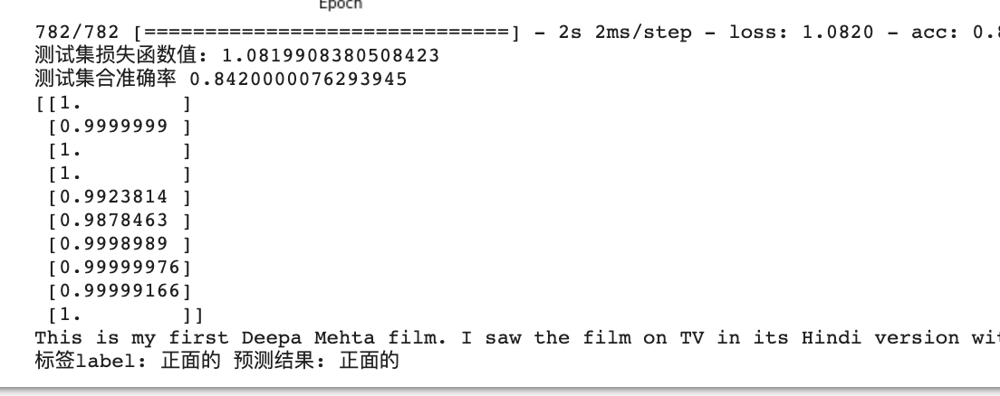 Epoch
782/782 [==============================] - 2s 2ms/step - loss: 1.0820 - acc: 0.8
测试集损失函数值: 1.0819908380508423
测试集合准确率 0.8420000076293945
[[1.        ]
 [0.9999999 ]
 [1.        ]
 [1.        ]
 [0.9923814 ]
 [0.9878463 ]
 [0.9998989 ]
 [0.99999976]
 [0.99999166]
 [1.        ]]
This is my first Deepa Mehta film. I saw the film on TV in its Hindi version wit
标签label: 正面的 预测结果: 正面的